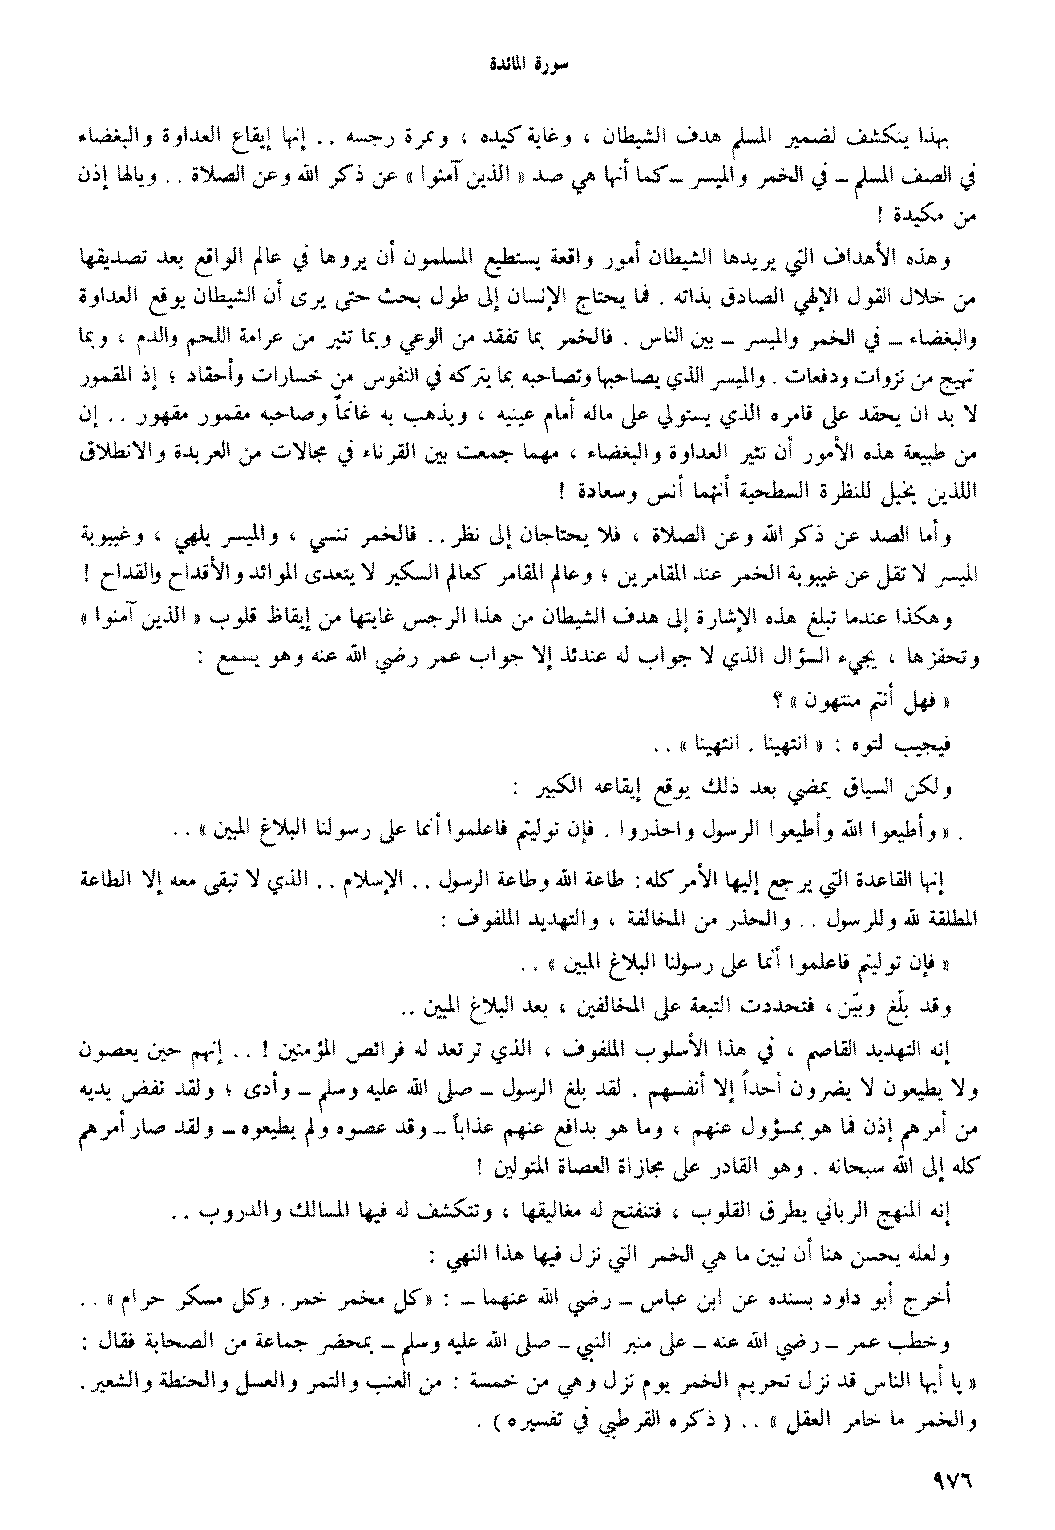 سورة المائدة
بهذا ينكشف لضمير المسلم هدف الشيطان ، وغاية كيده ، وثمرة رجسه .. إنها إيقاع العداوة والبغضاء
في الصف المسلم – في الخمر والميسر – كما أنها هي صد « الذين آمنوا » عن ذكر الله وعن الصلاة .. ويالها إذن
من مكيدة !
وهذه الأهداف التي يريدها الشيطان أمور واقعة يستطيع المسلمون أن يروها في عالم الواقع بعد تصديقها
من خلال القول الإلهي الصادق بذاته . فما يحتاج الإنسان إلى طول بحث حتى يرى أن الشيطان يوقع العداوة
والبغضاء – في الخمر والميسر – بين الناس . فالخمر بما تفقد من الوعي وبما تثير من عرامة اللحم والدم ، وبما
تهيج من نزوات ودفعات . والميسر الذي يصاحبها وتصاحبه بما يتركه في النفوس من خسارات وأحقاد ؛ إذ المقمور
لا بد ان يحقد على قامره الذي يستولي على ماله أمام عينيه ، ويذهب به غانماً وصاحبه مقمور مقهور .. إن
من طبيعة هذه الأمور أن تثير العداوة والبغضاء ، مهما جمعت بين القرناء في مجالات من العربدة والانطلاق
اللذين يخيل للنظرة السطحية أنهما أنس وسعادة !
وأما الصد عن ذكر الله وعن الصلاة ، فلا يحتاجان إلى نظر .. فالخمر تنسي ، والميسر يلهي ، وغيبوبة
الميسر لا تقل عن غيبوبة الخمر عند المقامرين ؛ وعالم المقامر كعالم السكير لا يتعدى الموائد والأقداح والقداح !
وهكذا عندما تبلغ هذه الإشارة إلى هدف الشيطان من هذا الرجس غايتها من إيقاظ قلوب « الذين آمنوا »
وتحفزها ، يجيء السؤال الذي لا جواب له عندئذ إلا جواب عمر رضي الله عنه وهو يسمع :
« فهل أنتم منتهون » ؟
فيجيب لتوه : « انتهينا . انتهينا » ..
ولكن السياق يمضي بعد ذلك يوقع إيقاعه الكبير :
. « وأطيعوا الله وأطيعوا الرسول واحذروا . فإن توليتم فاعلموا أنما على رسولنا البلاغ المبين » ..
إنها القاعدة التي يرجع إليها الأمر كله : طاعة الله وطاعة الرسول .. الإسلام .. الذي لا تبقى معه إلا الطاعة
المطلقة لله وللرسول .. والحذر من المخالفة ، والتهديد الملفوف :
« فإن توليتم فاعلموا أنما على رسولنا البلاغ المبين » ..
وقد بلّغ وبيّن ، فتحددت التبعة على المخالفين ، بعد البلاغ المبين ..
إنه التهديد القاصم ، في هذا الأسلوب الملفوف ، الذي ترتعد له فرائص المؤمنين ! .. إنهم حين يعصون
ولا يطيعون لا يضرون أحداً إلا أنفسهم . لقد بلغ الرسول – صلى الله عليه وسلم – وأدى ؛ ولقد نفض يديه
من أمرهم إذن فما هو بمسؤول عنهم ، وما هو بدافع عنهم عذاباً – وقد عصوه ولم يطيعوه – ولقد صار أمرهم
كله إلى الله سبحانه . وهو القادر على مجازاة العصاة المتولين !
إنه المنهج الرباني يطرق القلوب ، فتنفتح له مغاليقها ، وتتكشف له فيها المسالك والدروب ..
ولعله يحسن هنا أن نبين ما هي الخمر التي نزل فيها هذا النهي :
أخرج أبو داود بسنده عن ابن عباس – رضي الله عنهما – : « كل مخمر خمر . وكل مسكر حرام » ..
وخطب عمر – رضي الله عنه – على منبر النبي – صلى الله عليه وسلم – بمحضر جماعة من الصحابة فقال :
« يا أيها الناس قد نزل تحريم الخمر يوم نزل وهي من خمسة : من العنب والتمر والعسل والحنطة والشعير .
والخمر ما خامر العقل » .. ( ذكره القرطبي في تفسيره ) .
٩٧٦